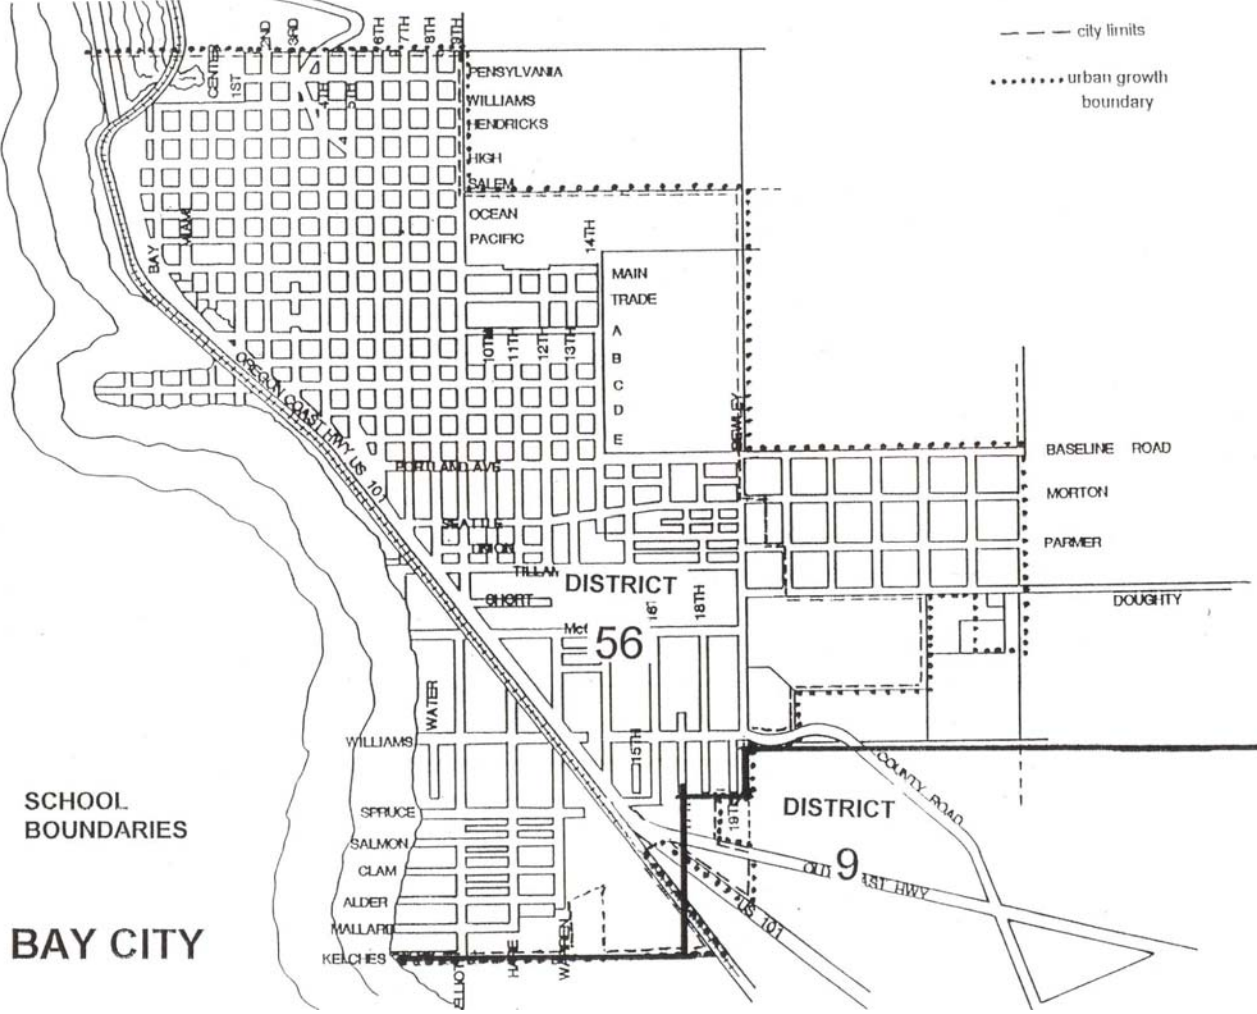 2ND
3RD
6TH
7TH
8TH
9TH
city limits
urban growth
boundary
CENTER
1ST
4TH
5TH
PENSYLVANIA
WILLIAMS
HENDRICKS
HIGH
SALEM
OCEAN
PACIFIC
14TH
MIAMI
BAY
MAIN
TRADE
A
B
C
D
E
10TH
11TH
12TH
13TH
OREGON COAST HWY US 101
BEWLEY
BASELINE ROAD
PORTLAND AVE
MORTON
SEATTLE
UNION
PARMER
TILLAM
DISTRICT
56
SHORT
18TH
DOUGHTY
WATER
WILLIAMS
15TH
COUNTY ROAD
SCHOOL
BOUNDARIES
SPRUCE
DISTRICT
9
19TH
SALMON
CLAM
OLD AST HWY
ALDER
US 101
MALLARD
BAY CITY
KELCHES
ELLIOT
HARE
WARREN